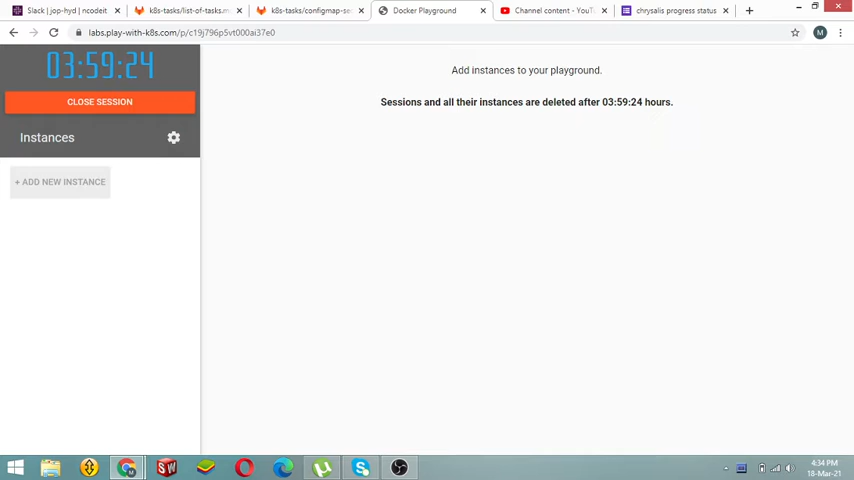 Slack | jop-hyd | ncodeit
k8s-tasks/list-of-tasks.m
k8s-tasks/configmap-se
Docker Playground
Channel content - YouTu
chrysalis progress status
labs.play-with-k8s.com/p/c19j796p5vt000ai37e0
M
03:59:24
CLOSE SESSION
Instances
+ ADD NEW INSTANCE
Add instances to your playground.
Sessions and all their instances are deleted after 03:59:24 hours.
SW
4:34 PM
18-Mar-21